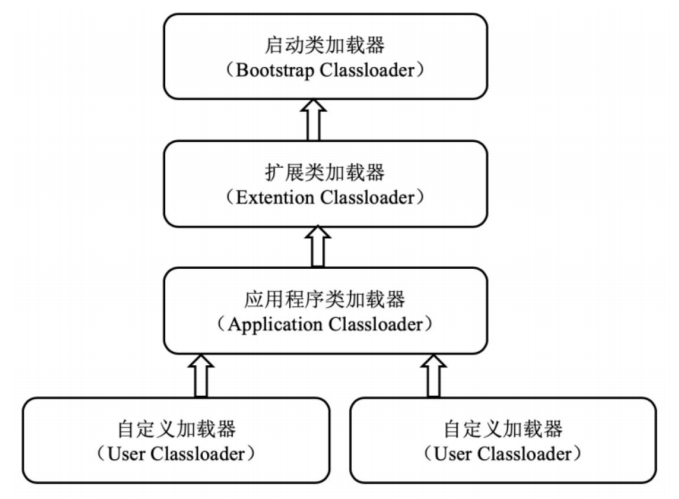 启动类加载器
（Bootstrap Classloader）
扩展类加载器
（Extention Classloader）
应用程序类加载器
（Application Classloader）
自定义加载器
（User Classloader）
自定义加载器
（User Classloader）